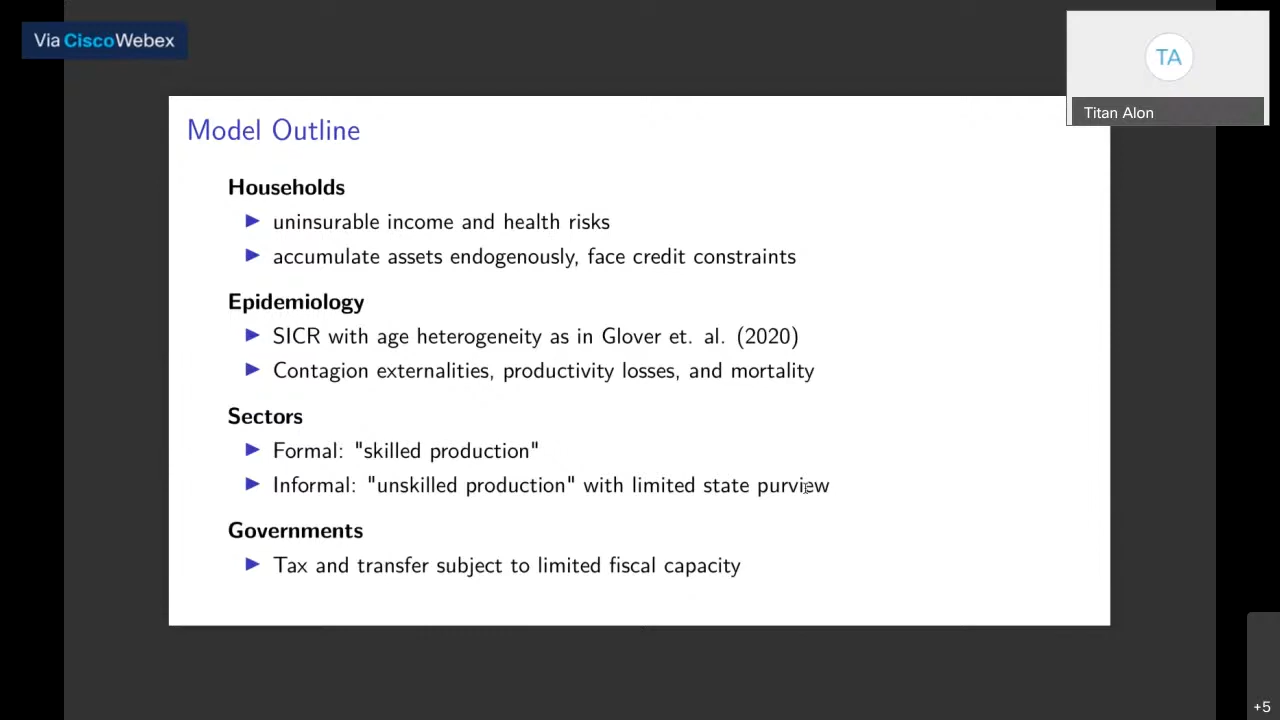 Via CiscoWebex
TA
Titan Alon
Model Outline
Households
uninsurable income and health risks
accumulate assets endogenously, face credit constraints
Epidemiology
SICR with age heterogeneity as in Glover et. al. (2020)
Contagion externalities, productivity losses, and mortality
Sectors
Formal: "skilled production"
Informal: "unskilled production" with limited state purview
Governments
Tax and transfer subject to limited fiscal capacity
+5